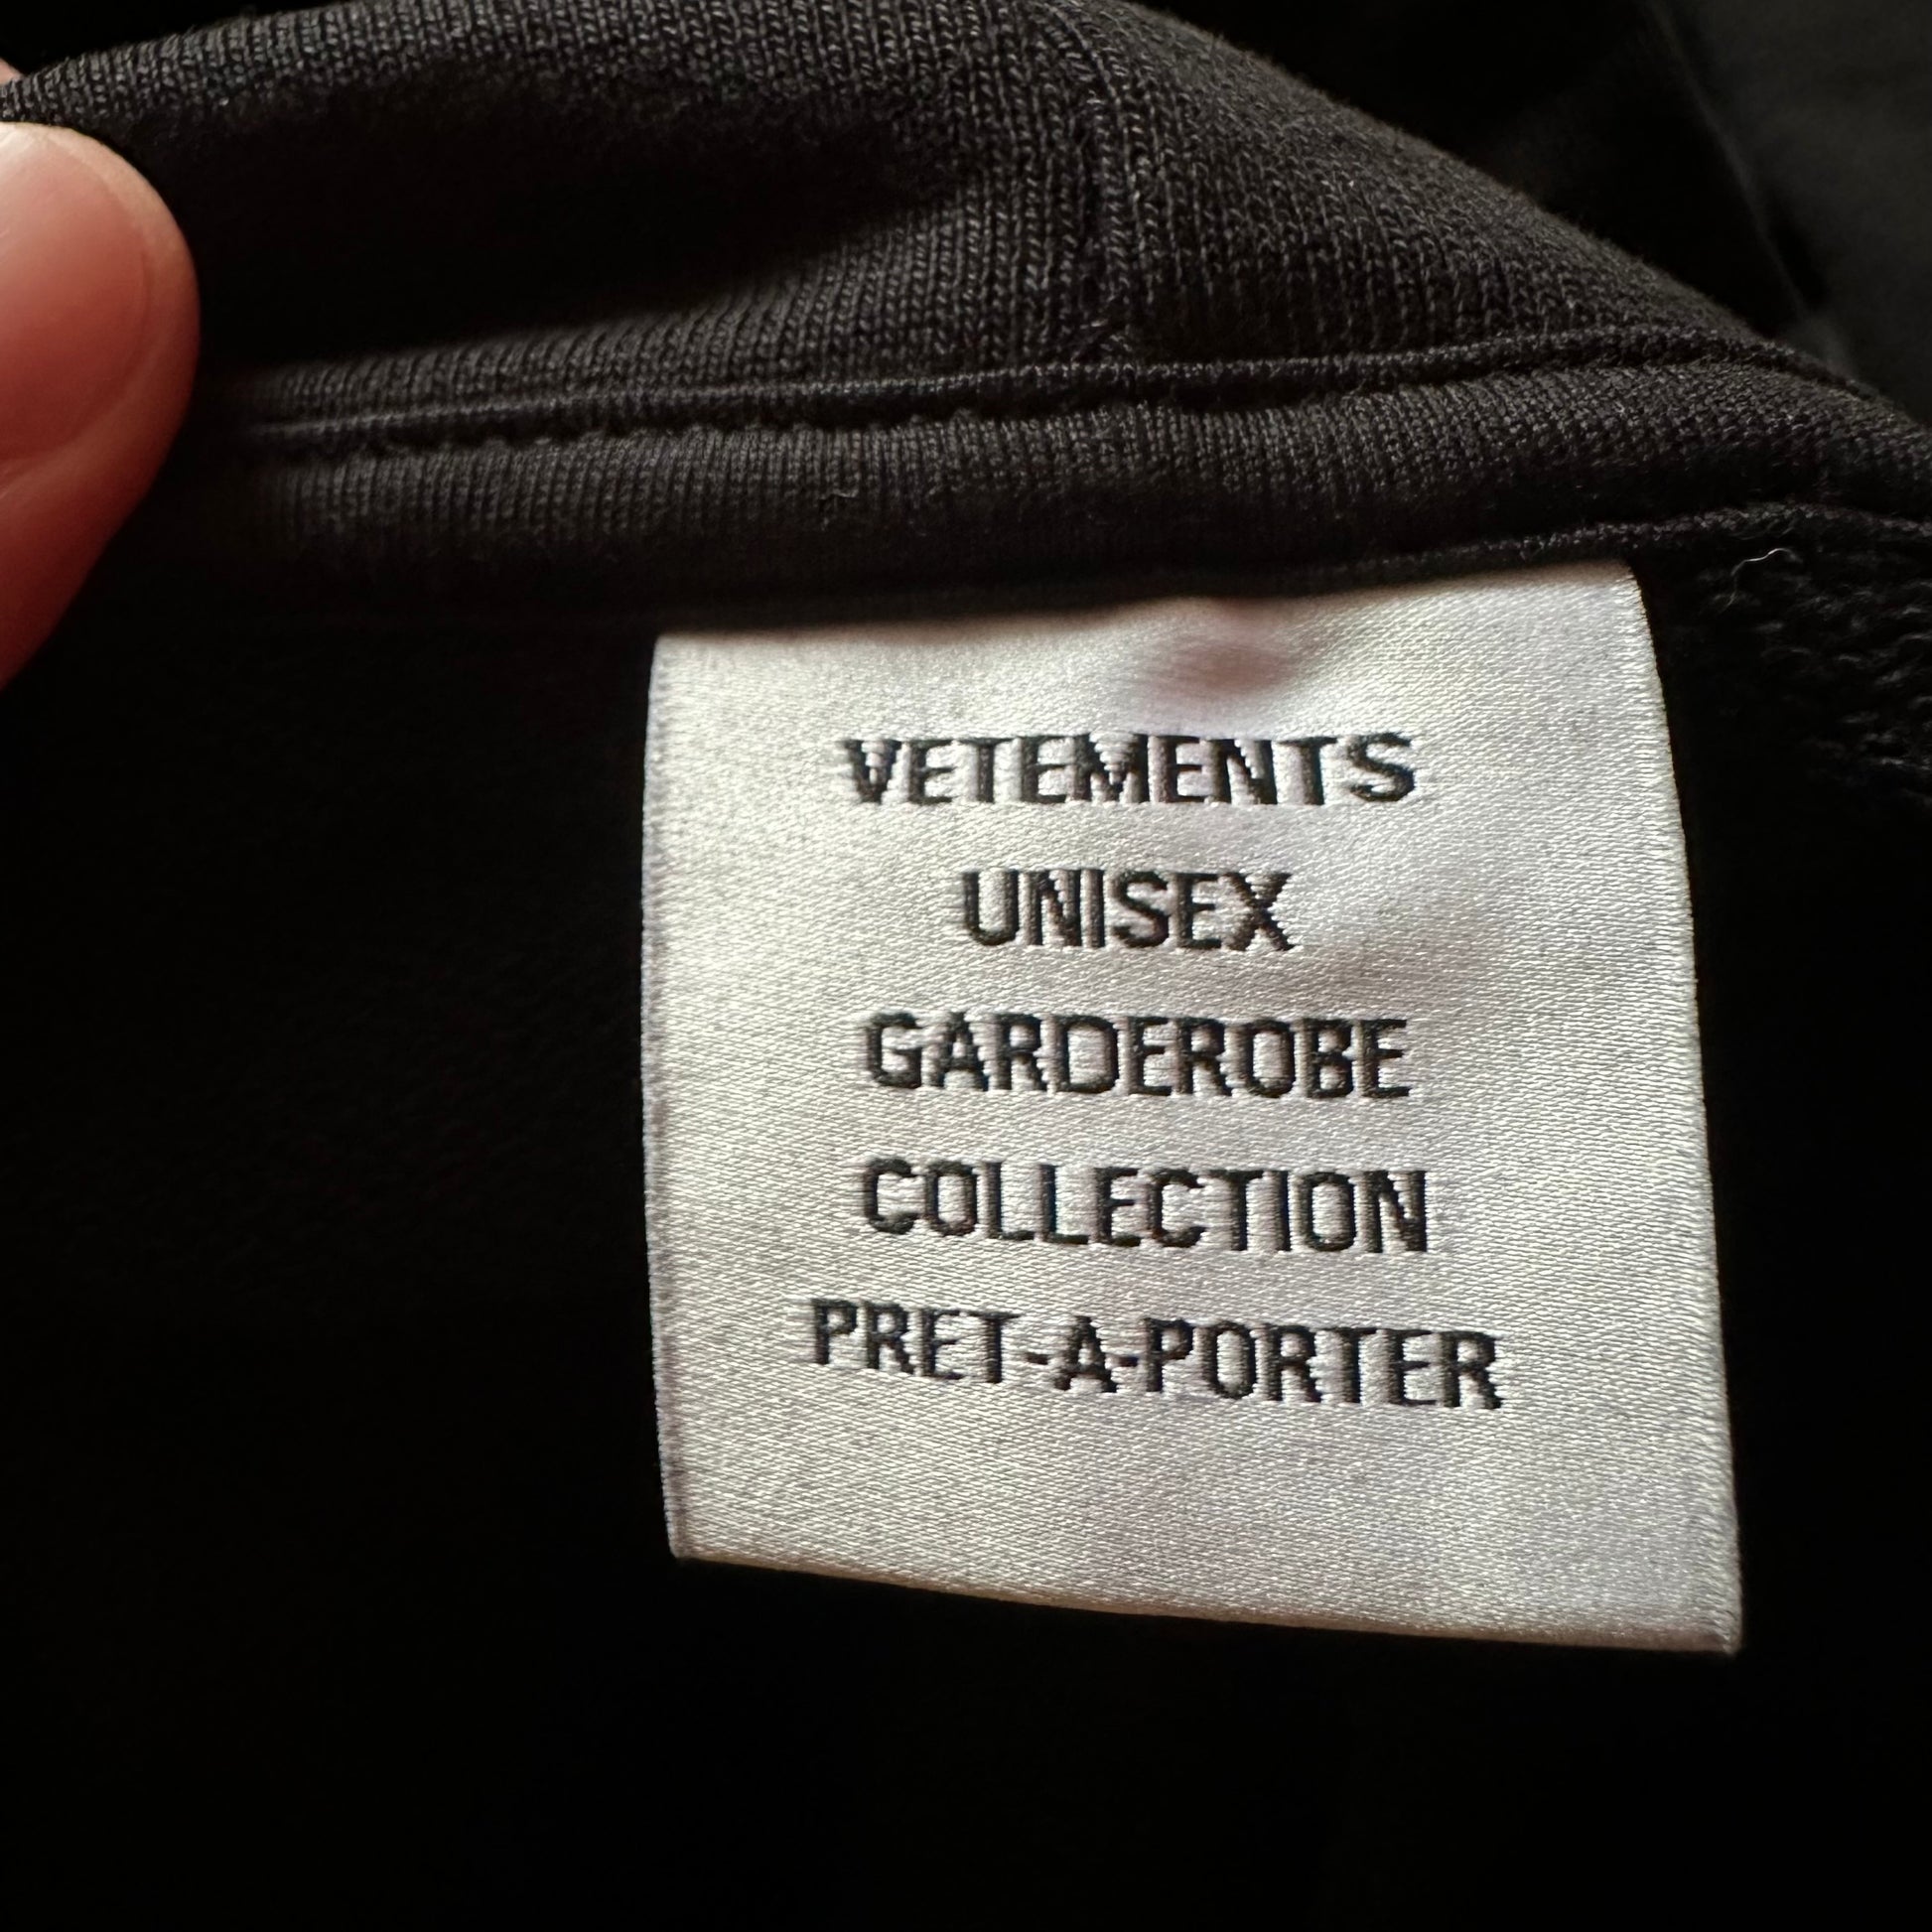 VETEMENTS
UNISEX
GARDEROBE
COLLECTION
PRET-A-PORTER